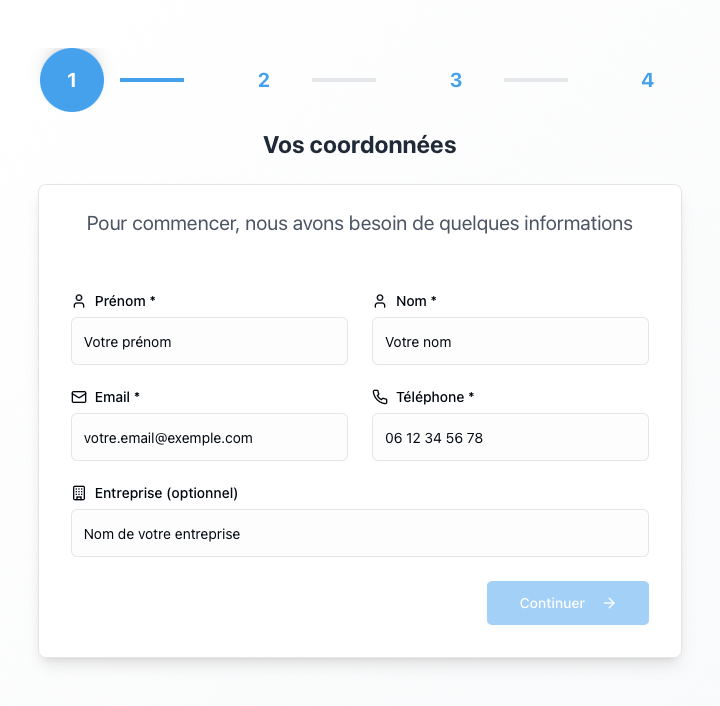 1 2 3 4
Vos coordonnées
Pour commencer, nous avons besoin de quelques informations
Prénom * Nom *
Votre prénom Votre nom
Email * Téléphone *
votre.email@exemple.com 06 12 34 56 78
Entreprise (optionnel)
Nom de votre entreprise
Continuer →